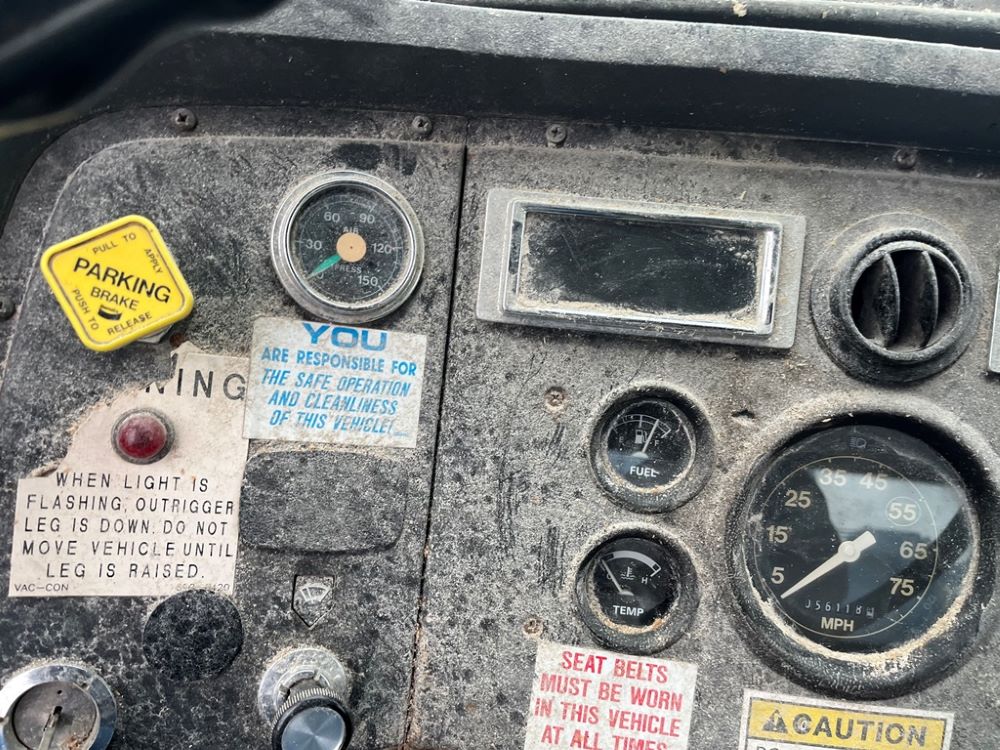 PULL TO APPLY
PARKING
BRAKE
PUSH TO RELEASE
60 90
AIR
30 120
PRESS
150
YOU
ARE RESPONSIBLE FOR
THE SAFE OPERATION
AND CLEANLINESS
OF THIS VEHICLE!
NING
WHEN LIGHT IS
FLASHING, OUTRIGGER
LEG IS DOWN. DO NOT
MOVE VEHICLE UNTIL
LEG IS RAISED.
VAC-CON
FUEL
H
TEMP
35 45
25 55
15 65
5 75
MPH
SEAT BELTS
MUST BE WORN
IN THIS VEHICLE
AT ALL TIMES
CAUTION